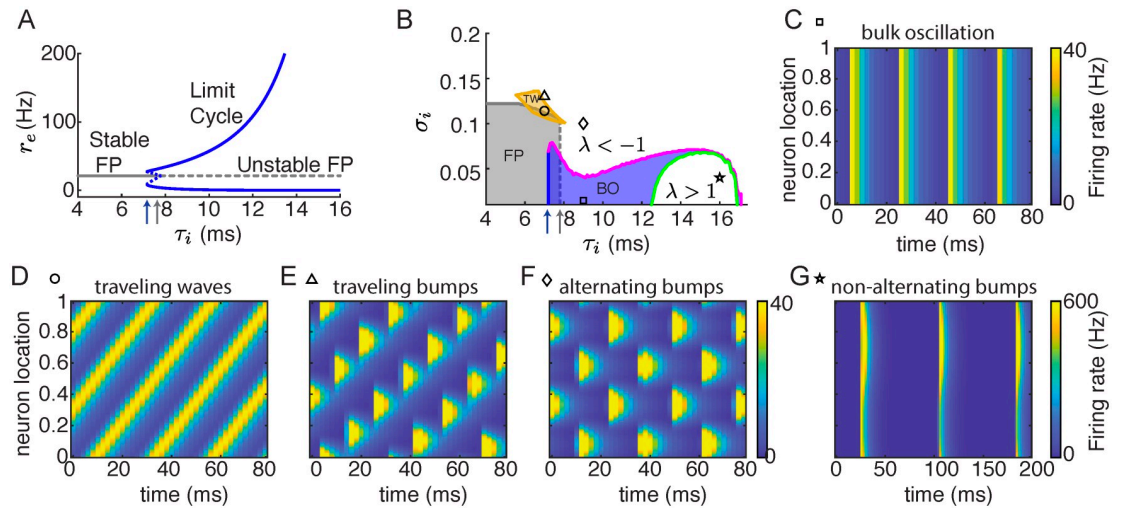 A
200
100
0
r_e (Hz)
Limit
Cycle
Stable
FP
Unstable FP
4 6 8 10 12 14 16
τ_i (ms)
B
0.2
0.15
0.1
0.05
σ_i
TW
FP
λ < −1
BO
λ > 1
4 6 8 10 12 14 16
τ_i (ms)
C
bulk oscillation
1
0.8
0.6
0.4
0.2
0
neuron location
0 20 40 60 80
time (ms)
40
0
Firing rate (Hz)
D
traveling waves
1
0.8
0.6
0.4
0.2
0
neuron location
0 20 40 60 80
time (ms)
E
traveling bumps
0 20 40 60 80
time (ms)
F
alternating bumps
0 20 40 60 80
time (ms)
40
0
G
non-alternating bumps
0 50 100 150 200
time (ms)
600
0
Firing rate (Hz)